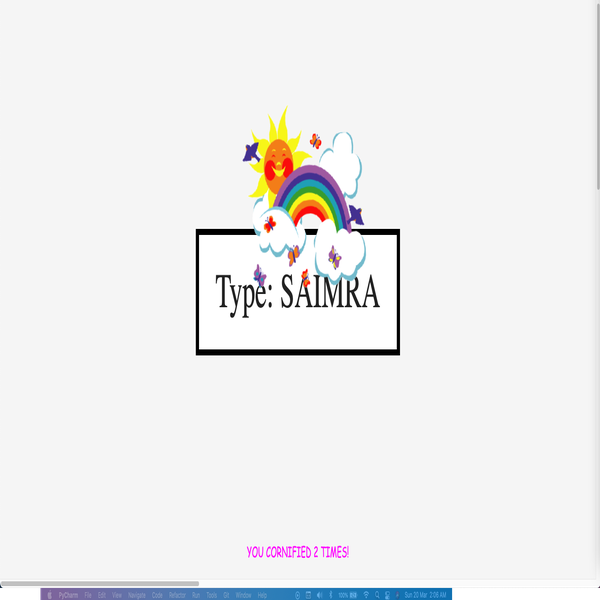 Type: SAIMRA
YOU CORNIFIED 2 TIMES!
PyCharm File Edit View Navigate Code Refactor Run Tools Git Window Help 100% Sun 20 Mar 2:05 AM